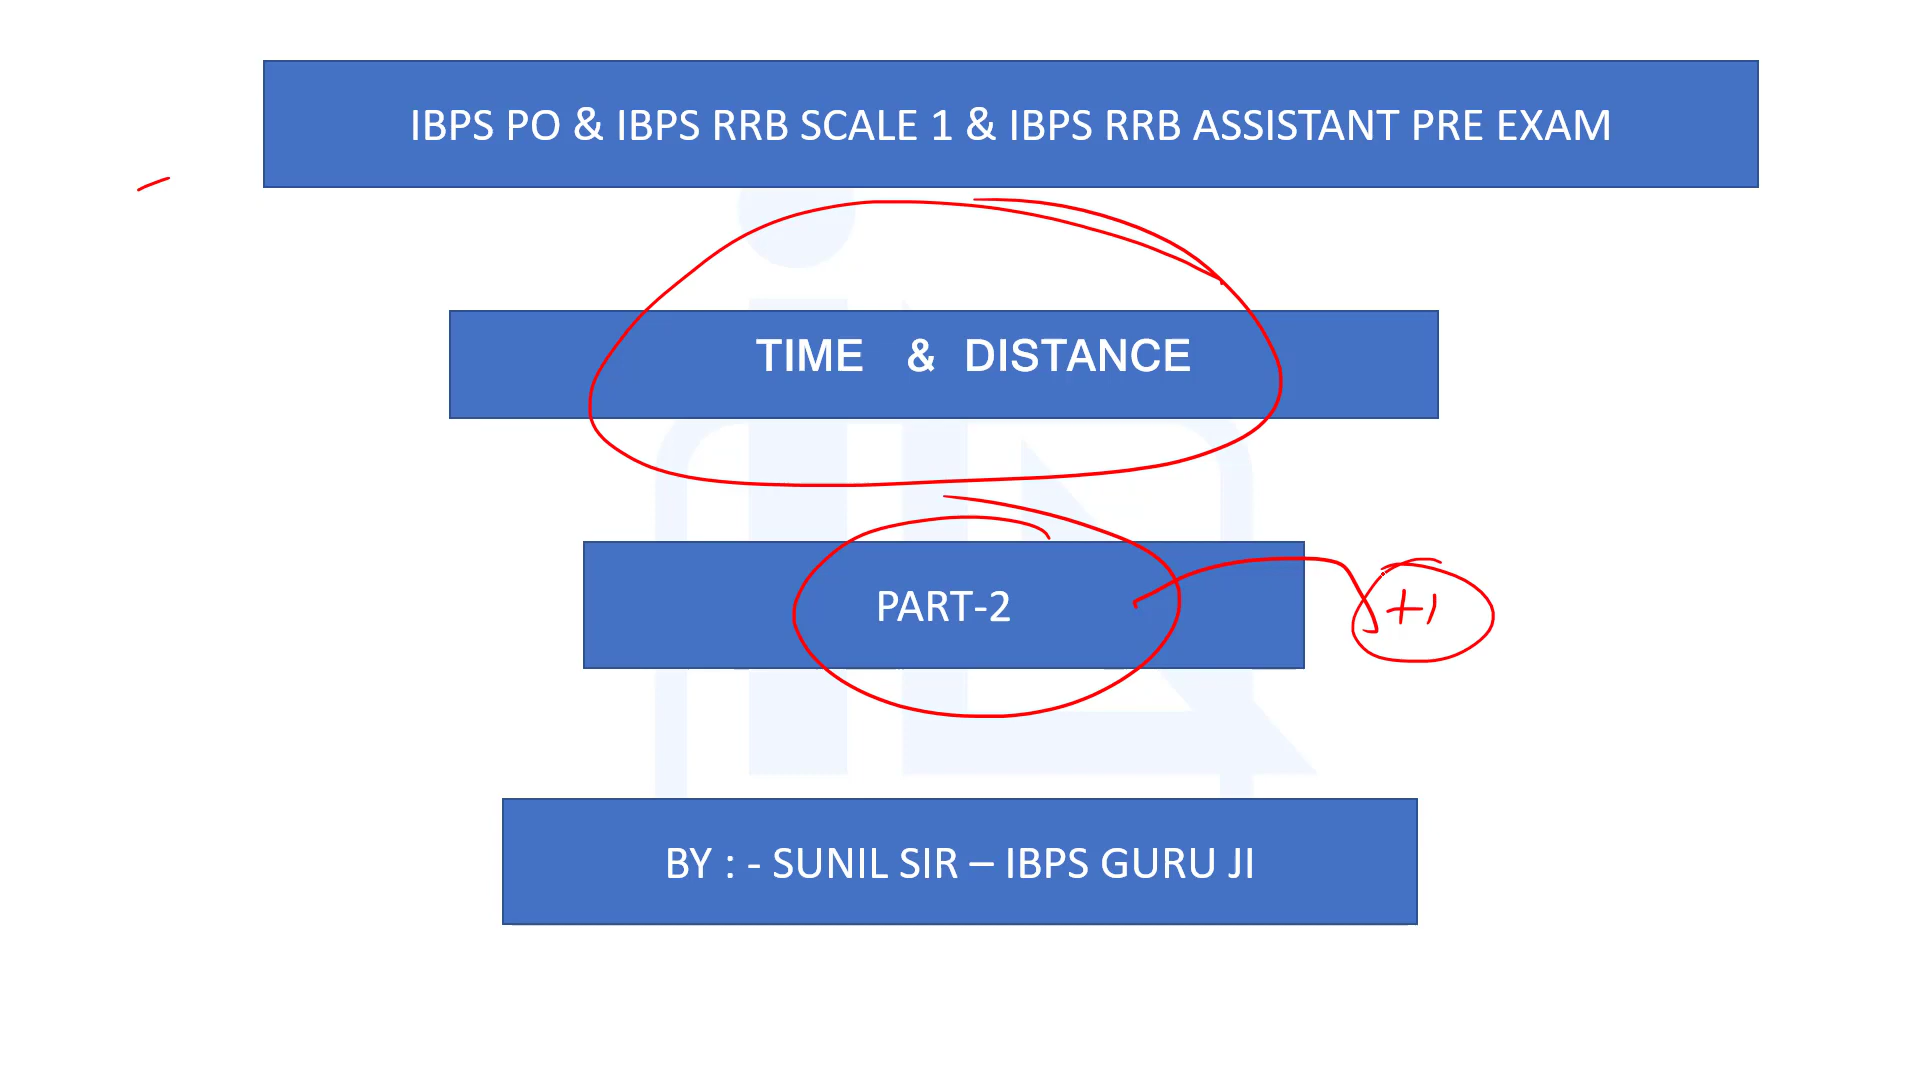 IBPS PO & IBPS RRB SCALE 1 & IBPS RRB ASSISTANT PRE EXAM
TIME & DISTANCE
PART-2
+1
BY : - SUNIL SIR – IBPS GURU JI